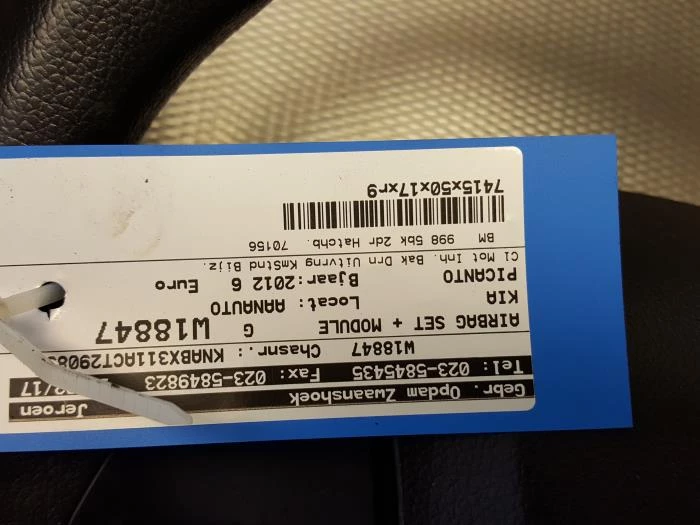 Gebr. Opdam Zwaanshoek Jeroen
Tel: 023-5845435 Fax: 023-5849823 /17
W18847 Chasnr.: KNABX311ACT2908
AIRBAG SET + MODULE G W18847
KIA Locat: AANAUTO
PICANTO Bjaar: 2012 6 Euro
Cl Mot Inh. Bak Drn Uitvrng KmStnd Bijz.
BM 998 5bk 2dr Hatchb. 70156
7415x50x17xr9